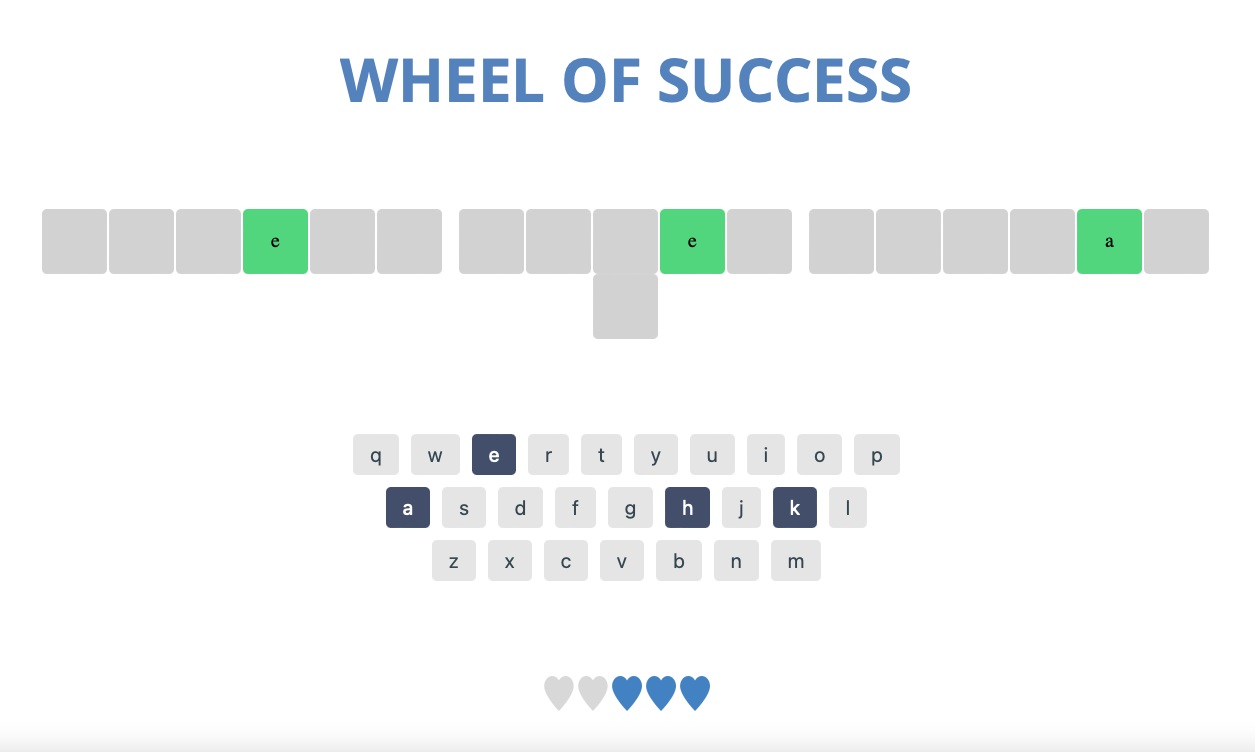 WHEEL OF SUCCESS
e e a
q w e r t y u i o p
a s d f g h j k l
z x c v b n m